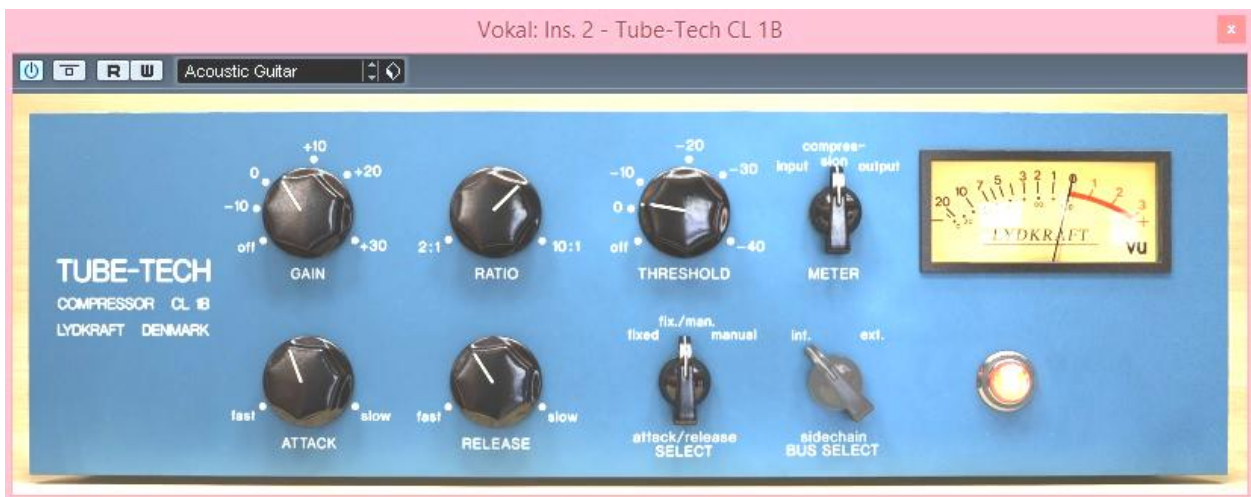 Vokal: Ins. 2 - Tube-Tech CL 1B
x
R W Acoustic Guitar
+10
0 +20
-10
off +30
GAIN
2:1 10:1
RATIO
-20
-10 -30
0
off -40
THRESHOLD
compres-
input sion output
METER
20 10 7 5 3 2 1 0 1 2 3
- +
LYDKRAFT
VU
TUBE-TECH
COMPRESSOR CL 1B
LYDKRAFT DENMARK
fast slow
ATTACK
fast slow
RELEASE
fix./man.
fixed manual
attack/release
SELECT
int. ext.
sidechain
BUS SELECT